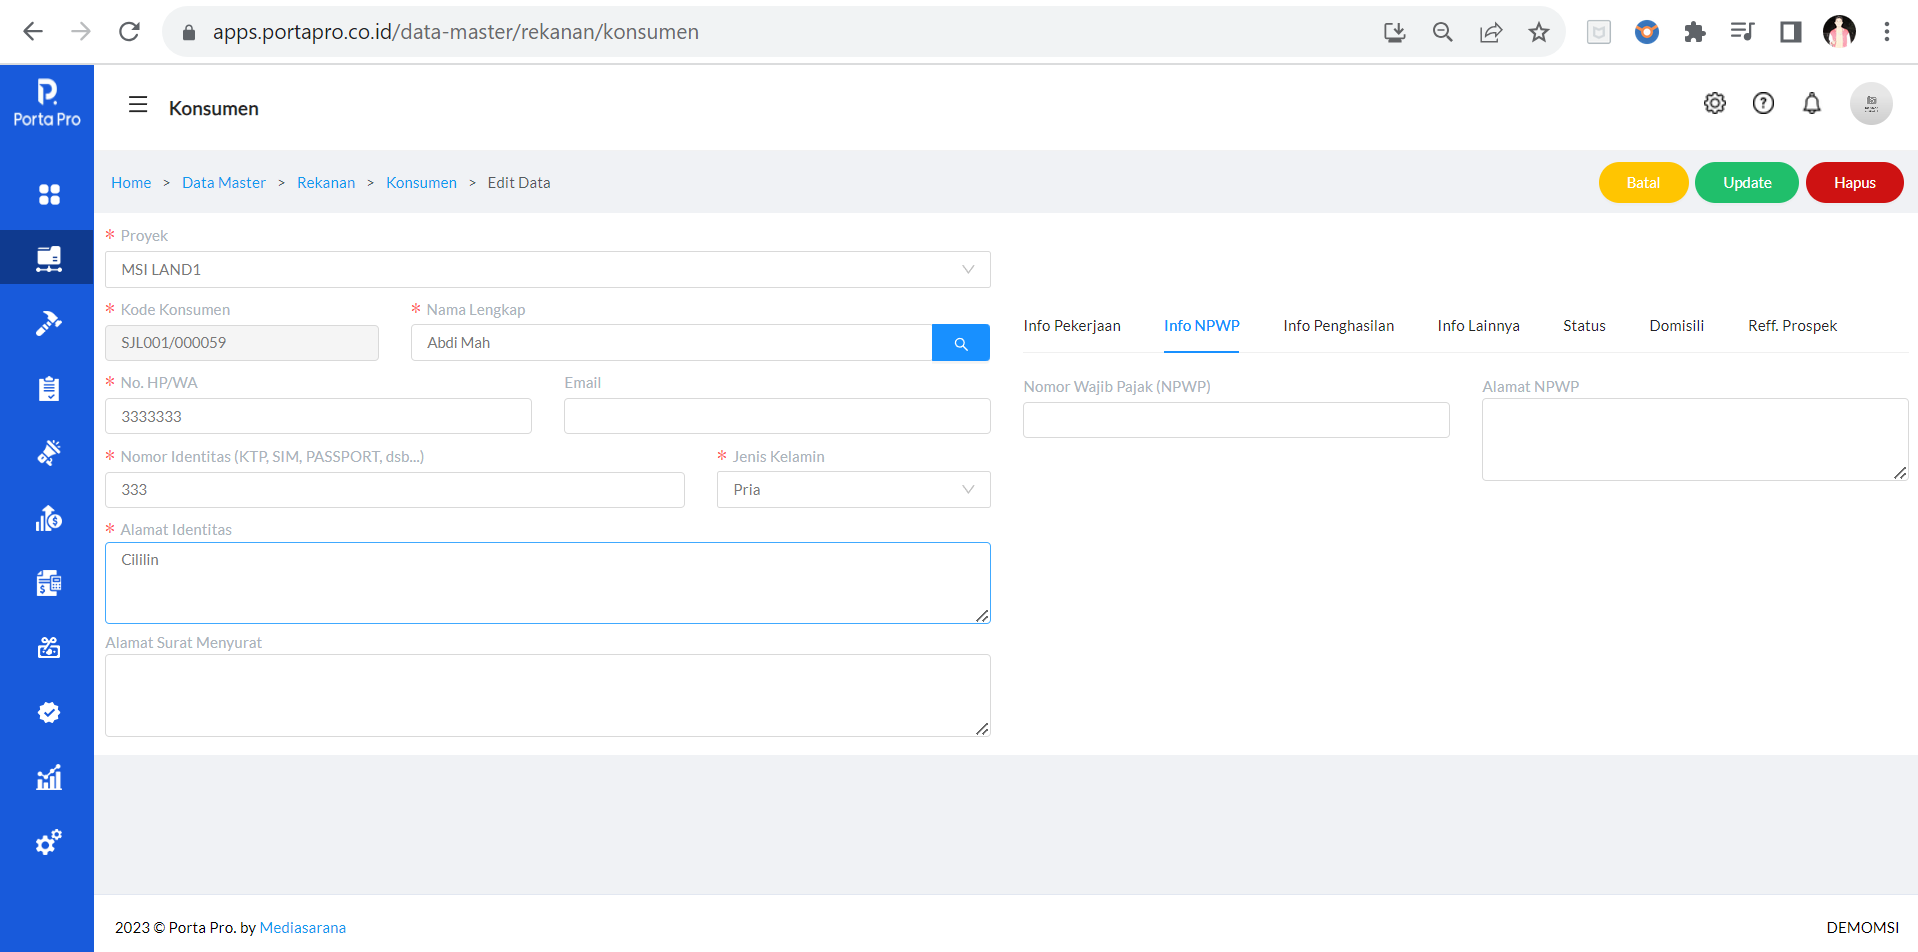 apps.portapro.co.id/data-master/rekanan/konsumen
Porta Pro
Konsumen
Home > Data Master > Rekanan > Konsumen > Edit Data
Batal
Update
Hapus
* Proyek
MSI LAND1
* Kode Konsumen
SJL001/000059
* Nama Lengkap
Abdi Mah
* No. HP/WA
3333333
Email
* Nomor Identitas (KTP, SIM, PASSPORT, dsb...)
333
* Jenis Kelamin
Pria
* Alamat Identitas
Cililin
Alamat Surat Menyurat
Info Pekerjaan
Info NPWP
Info Penghasilan
Info Lainnya
Status
Domisili
Reff. Prospek
Nomor Wajib Pajak (NPWP)
Alamat NPWP
2023 © Porta Pro. by Mediasarana
DEMOMSI